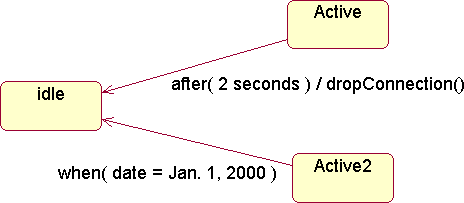 Active
after( 2 seconds ) / dropConnection()
idle
Active2
when( date = Jan. 1, 2000 )